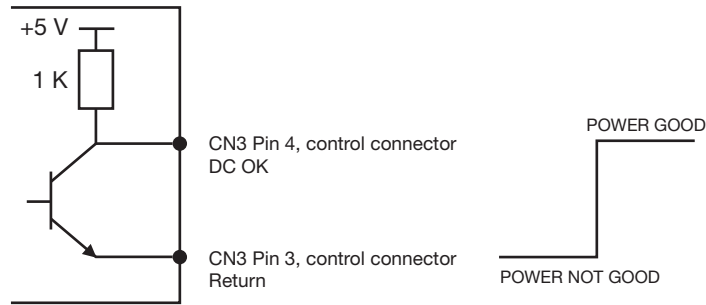 +5 V
1 K
CN3 Pin 4, control connector
DC OK
CN3 Pin 3, control connector
Return
POWER GOOD
POWER NOT GOOD